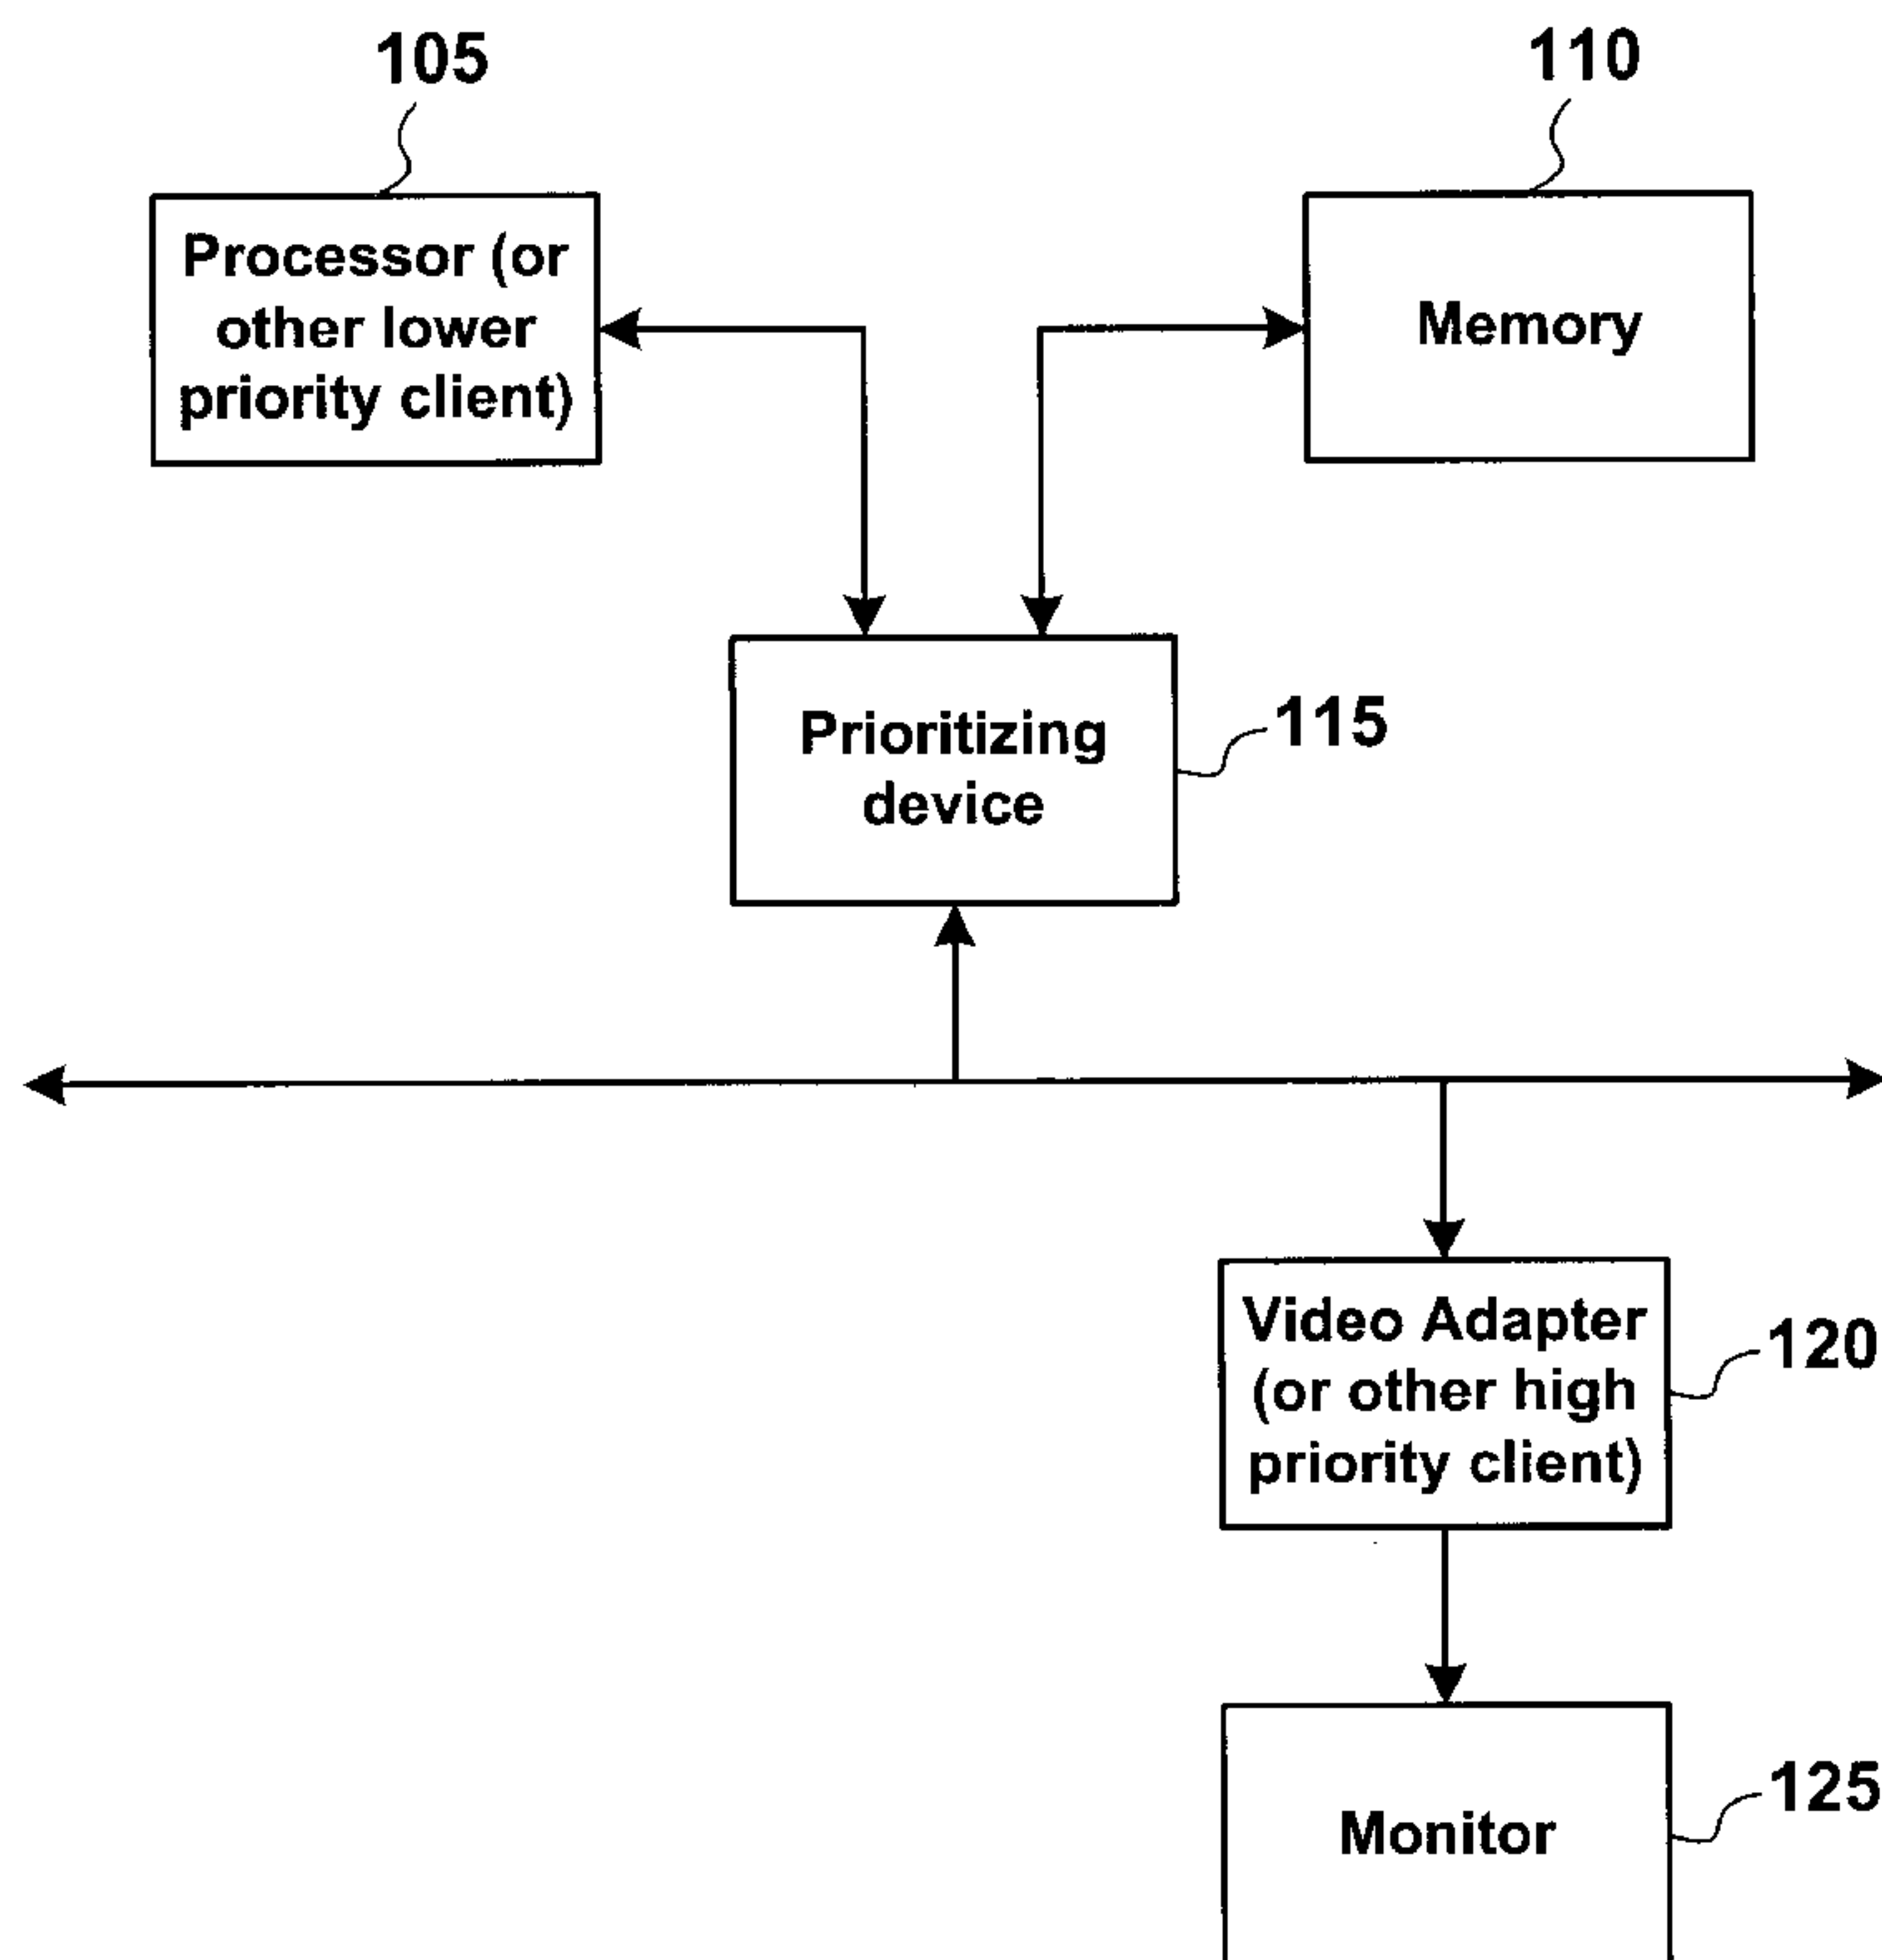 105
110
Processor (or
other lower
priority client)
Memory
Prioritizing
device
115
Video Adapter
(or other high
priority client)
120
Monitor
125